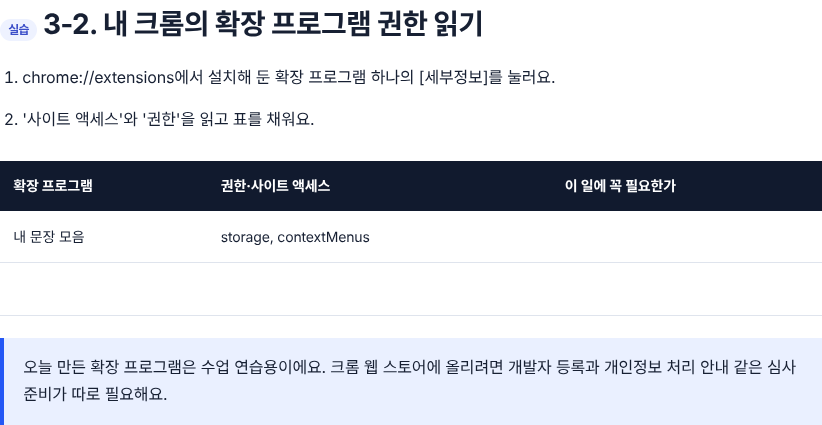 실습 3-2. 내 크롬의 확장 프로그램 권한 읽기
1. chrome://extensions에서 설치해 둔 확장 프로그램 하나의 [세부정보]를 눌러요.
2. '사이트 액세스'와 '권한'을 읽고 표를 채워요.
확장 프로그램 권한·사이트 액세스 이 일에 꼭 필요한가
내 문장 모음 storage, contextMenus
오늘 만든 확장 프로그램은 수업 연습용이에요. 크롬 웹 스토어에 올리려면 개발자 등록과 개인정보 처리 안내 같은 심사
준비가 따로 필요해요.